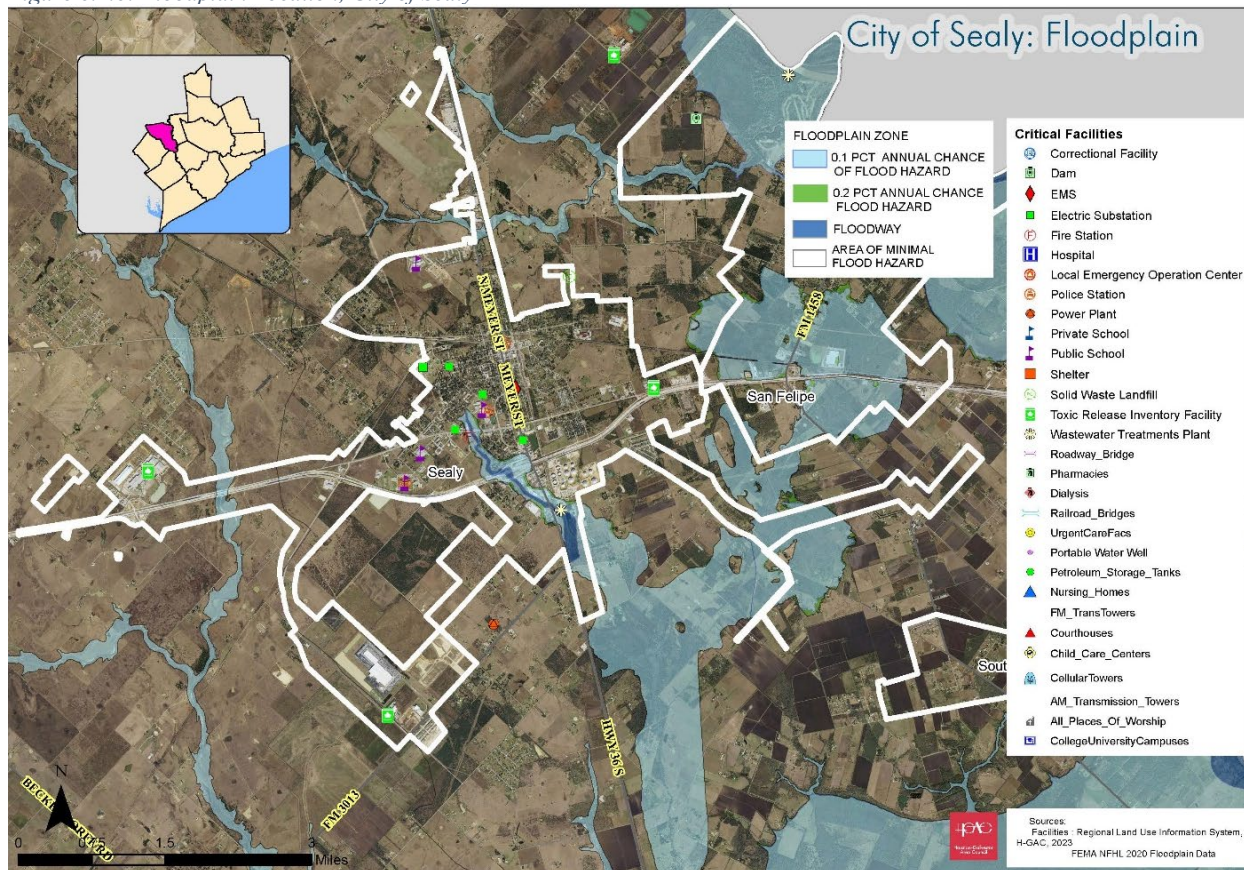 City of Sealy: Floodplain
FLOODPLAIN ZONE
0.1 PCT ANNUAL CHANCE
OF FLOOD HAZARD
0.2 PCT ANNUAL CHANCE
FLOOD HAZARD
FLOODWAY
AREA OF MINIMAL
FLOOD HAZARD
Critical Facilities
Correctional Facility
Dam
EMS
Electric Substation
Fire Station
Hospital
Local Emergency Operation Center
Police Station
Power Plant
Private School
Public School
Shelter
Solid Waste Landfill
Toxic Release Inventory Facility
Wastewater Treatments Plant
Roadway_Bridge
Pharmacies
Dialysis
Railroad_Bridges
UrgentCareFacs
Portable Water Well
Petroleum_Storage_Tanks
Nursing_Homes
FM_TransTowers
Courthouses
Child_Care_Centers
CellularTowers
AM_Transmission_Towers
All_Places_Of_Worship
CollegeUniversityCampuses
N MEYER ST
MEYER ST
FM 1458
San Felipe
Sealy
Sout
HWY 36 S
FM 3013
N
0
1.5
3
Miles
Sources:
Facilities : Regional Land Use Information System,
H-GAC, 2023
FEMA NFHL 2020 Floodplain Data